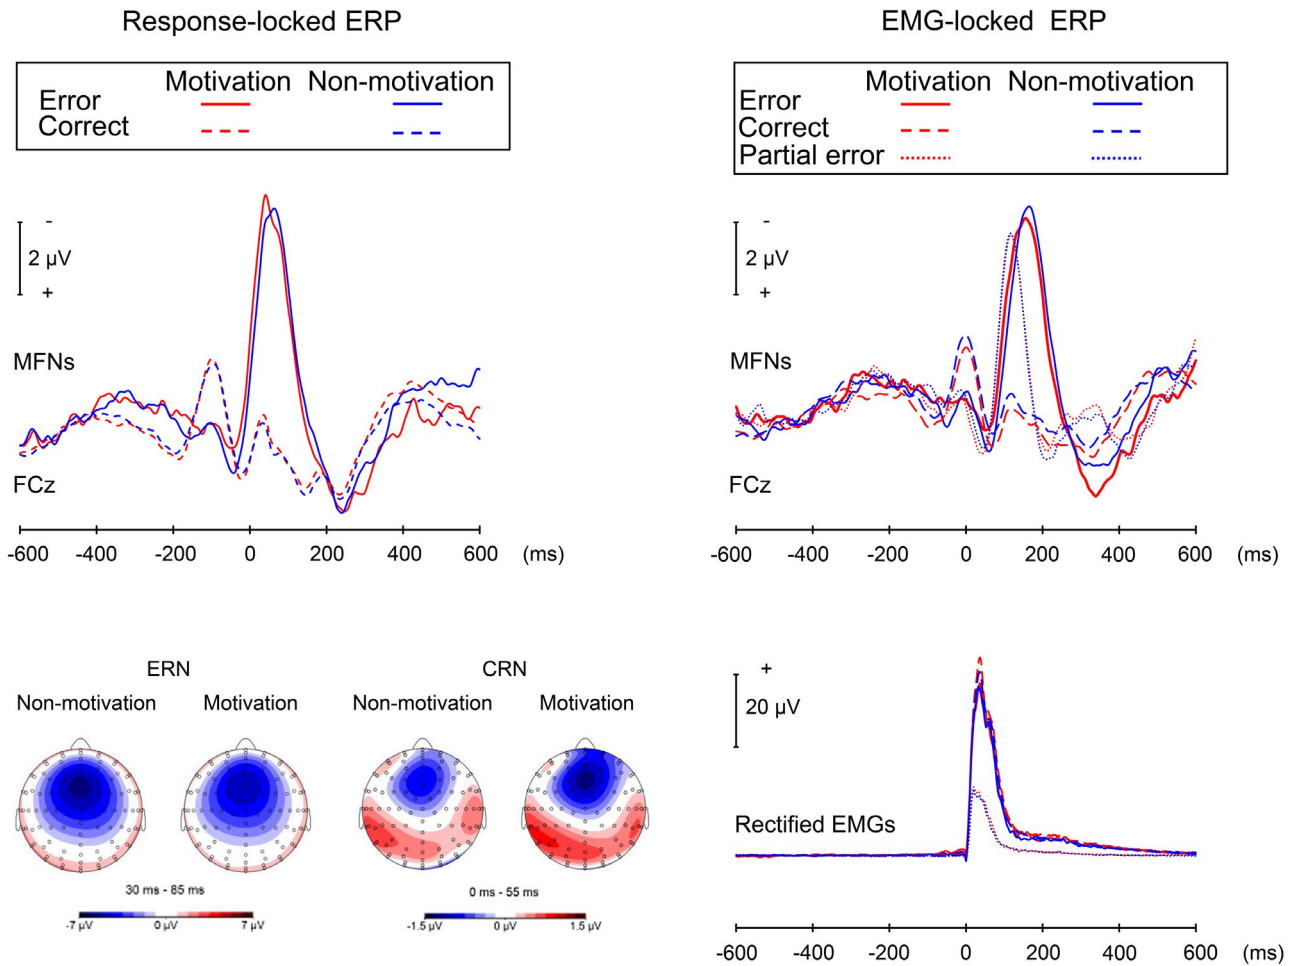 Response-locked ERP
Motivation Non-motivation
Error
Correct
-
2 µV
+
MFNs
FCz
-600 -400 -200 0 200 400 600 (ms)
EMG-locked ERP
Motivation Non-motivation
Error
Correct
Partial error
-
2 µV
+
MFNs
FCz
-600 -400 -200 0 200 400 600 (ms)
ERN
Non-motivation Motivation
30 ms - 85 ms
-7 µV 0 µV 7 µV
CRN
Non-motivation Motivation
0 ms - 55 ms
-1.5 µV 0 µV 1.5 µV
+
20 µV
Rectified EMGs
-600 -400 -200 0 200 400 600 (ms)